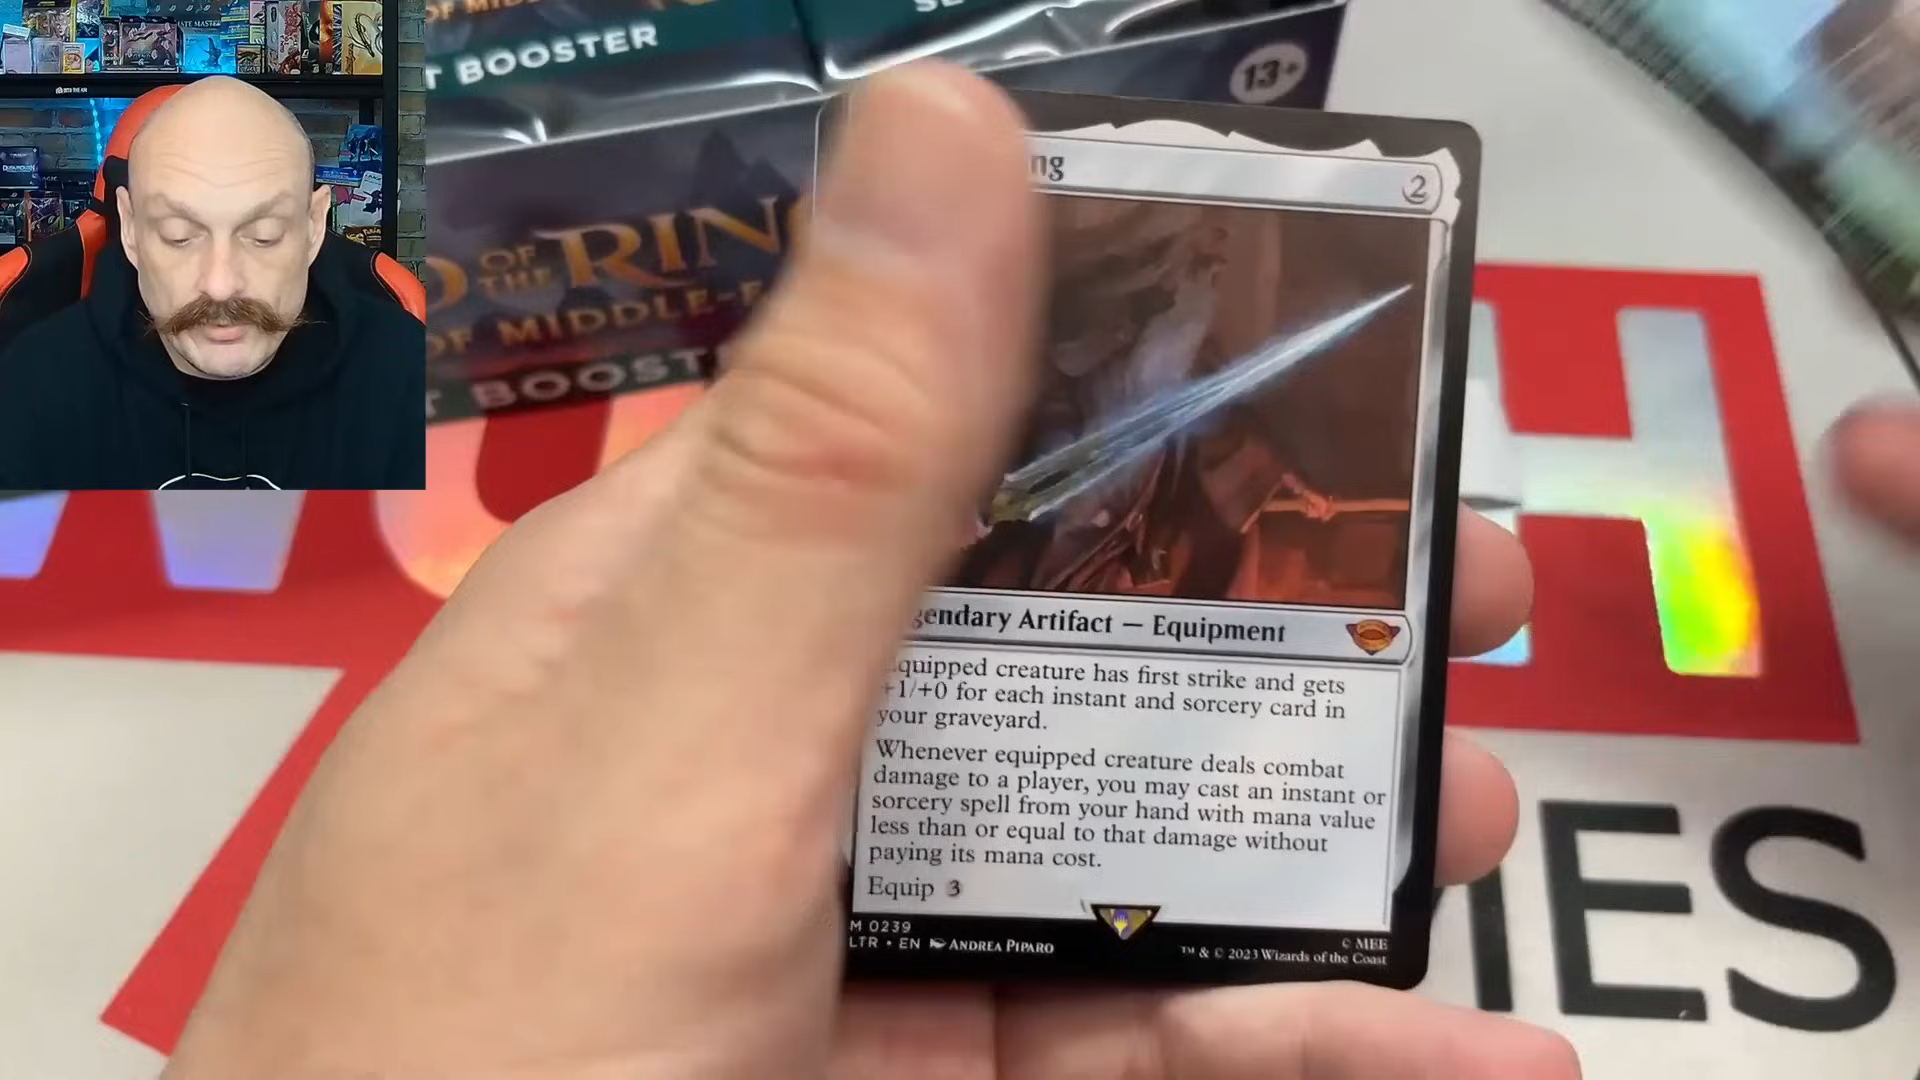 T BOOSTER
SE
13+
OF THE RING
OF MIDDLE-E
T BOOST
ng
2
gendary Artifact — Equipment
quipped creature has first strike and gets
+1/+0 for each instant and sorcery card in
your graveyard.
Whenever equipped creature deals combat
damage to a player, you may cast an instant or
sorcery spell from your hand with mana value
less than or equal to that damage without
paying its mana cost.
Equip 3
M 0239
LTR • EN ANDREA PIPARO
© MEE
™ & © 2023 Wizards of the Coast
H
IES